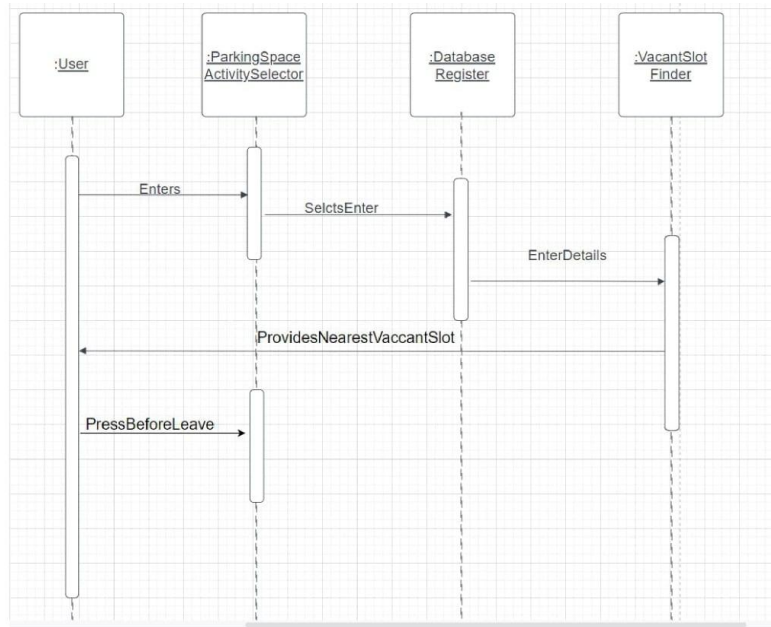 :User
:ParkingSpace
ActivitySelector
:Database
Register
:VacantSlot
Finder
Enters
SelctsEnter
EnterDetails
ProvidesNearestVaccantSlot
PressBeforeLeave